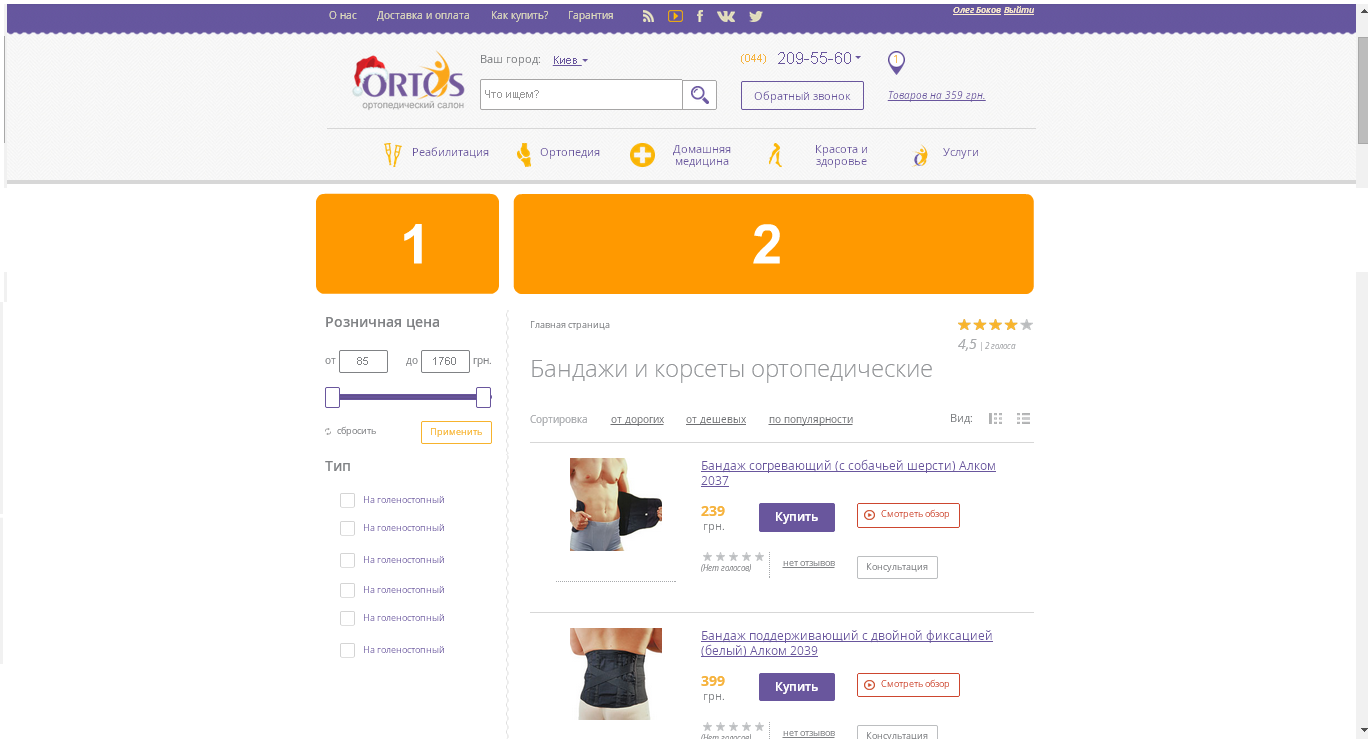 О нас Доставка и оплата Как купить? Гарантия Олег Боков Выйти
ORTOS
ортопедический салон
Ваш город: Киев
(044) 209-55-60
1
Что ищем?
Обратный звонок
Товаров на 359 грн.
Реабилитация
Ортопедия
Домашняя
медицина
Красота и
здоровье
Услуги
1
2
Розничная цена
от 85 до 1760 грн.
сбросить Применить
Тип
На голеностопный
На голеностопный
На голеностопный
На голеностопный
На голеностопный
На голеностопный
Главная страница
4,5 | 2 голоса
Бандажи и корсеты ортопедические
Сортировка от дорогих от дешевых по популярности Вид:
Бандаж согревающий (с собачьей шерсти) Алком
2037
239
грн.
Купить
Смотреть обзор
(Нет голосов)
нет отзывов
Консультация
Бандаж поддерживающий с двойной фиксацией
(белый) Алком 2039
399
грн.
Купить
Смотреть обзор
(Нет голосов)
нет отзывов
Консультация